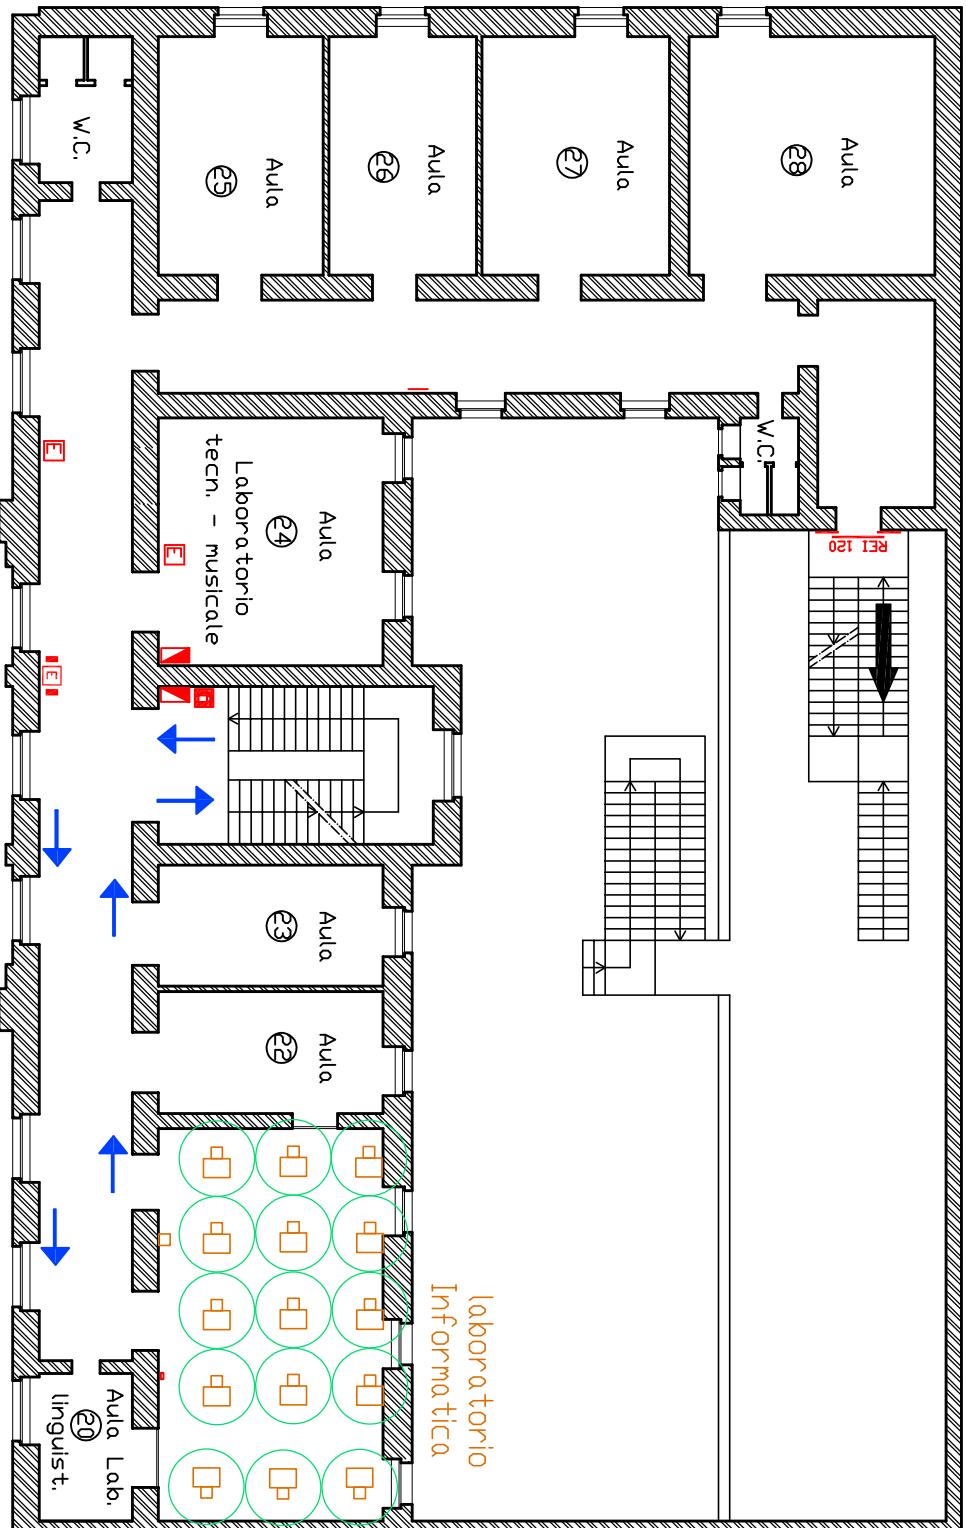 W.C.
Aula
25
Aula
26
Aula
27
Aula
28
W.C.
REI 120
E
Aula
24
Laboratorio
tecn. - musicale
E
E
Aula
23
Aula
22
laboratorio
Informatica
Aula Lab.
20
linguist.